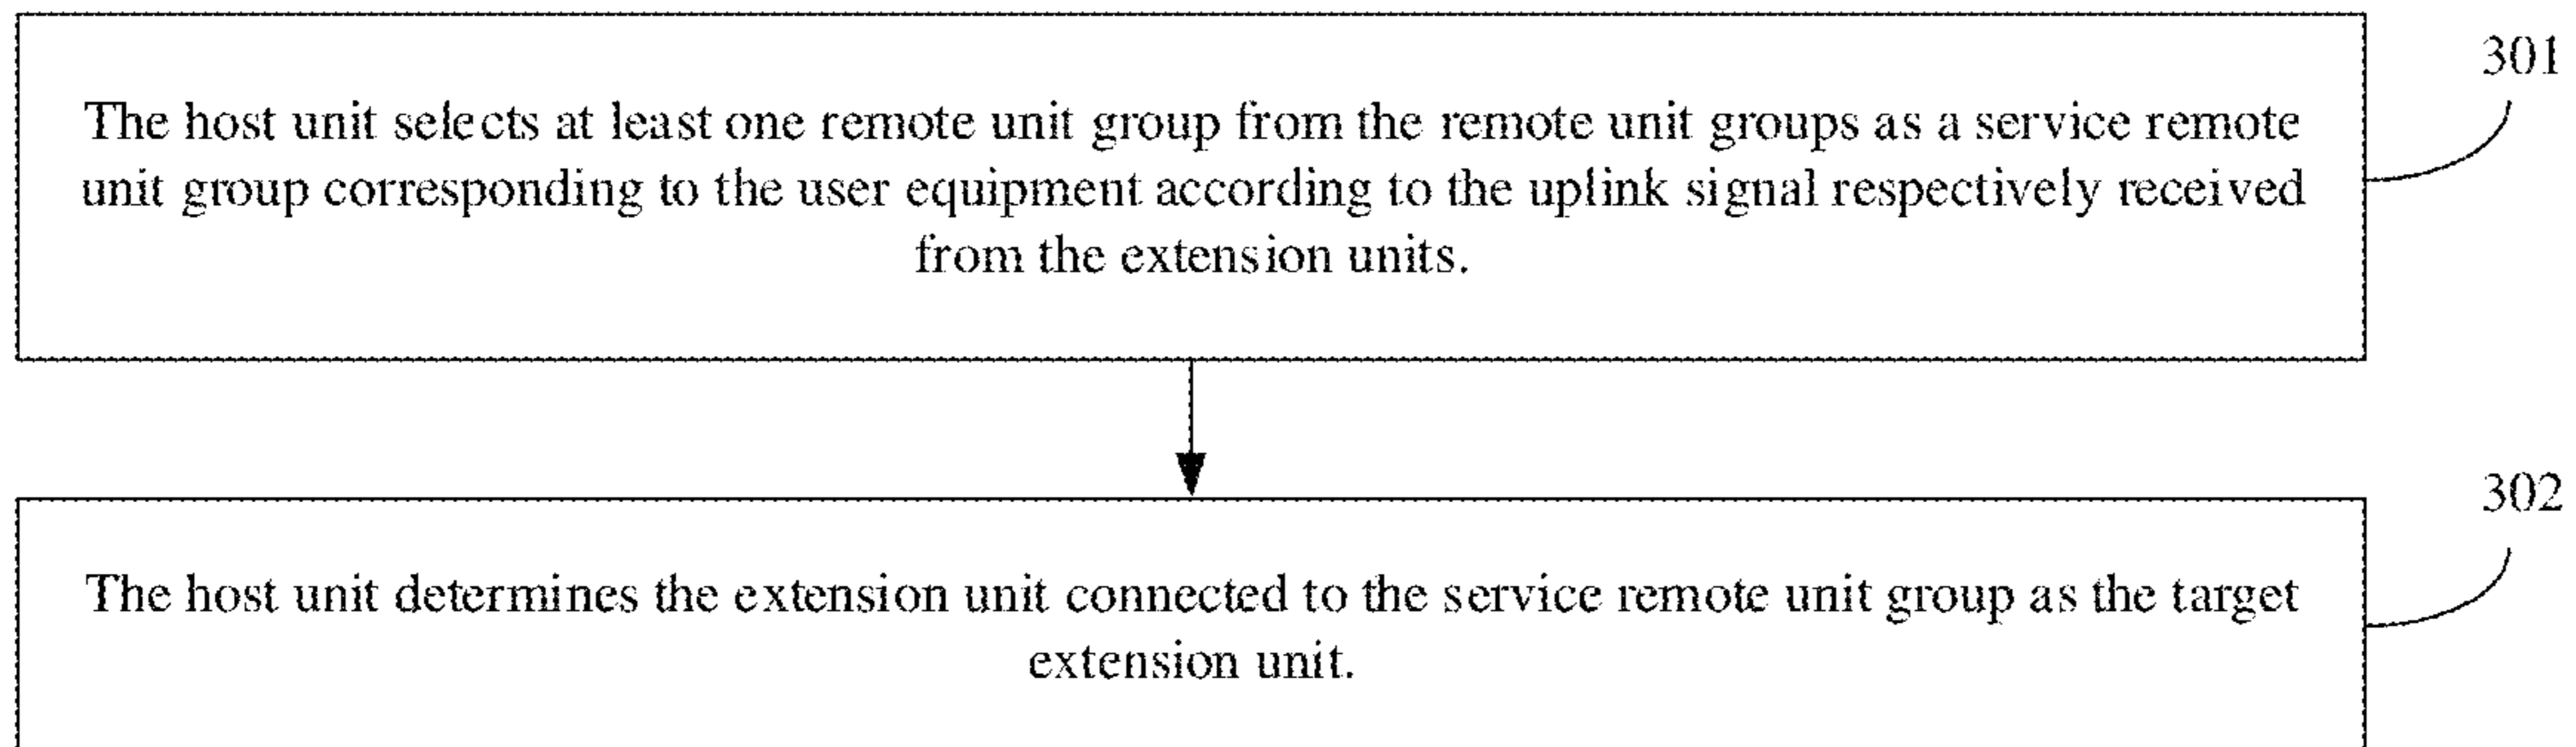 301
The host unit selects at least one remote unit group from the remote unit groups as a service remote
unit group corresponding to the user equipment according to the uplink signal respectively received
from the extension units.
302
The host unit determines the extension unit connected to the service remote unit group as the target
extension unit.